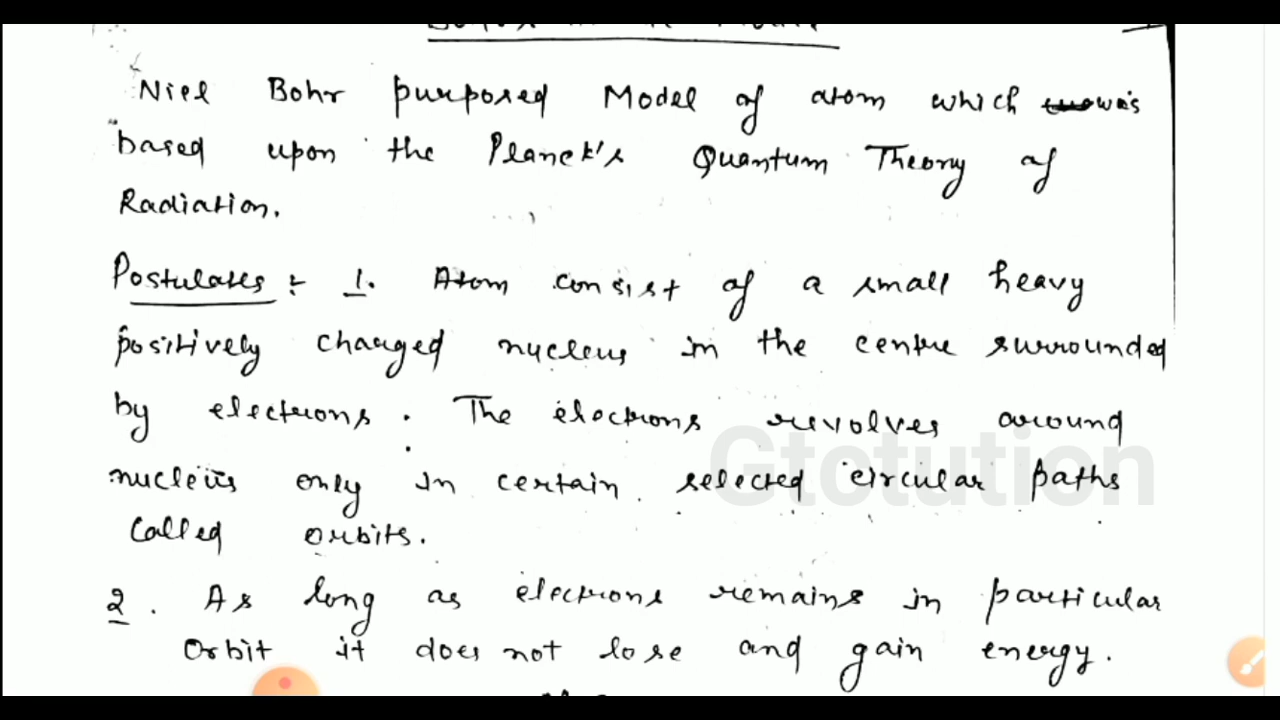 Niel Bohr purposed Model of atom which was
based upon the Planck's Quantum Theory of
Radiation.
Postulates :- 1. Atom consist of a small heavy
positively charged nucleus in the centre surrounded
by electrons. The electrons revolves around
nucleus only in certain selected circular paths
called orbits.
2. As long as electrons remains in particular
orbit it does not lose and gain energy.
Gtctution